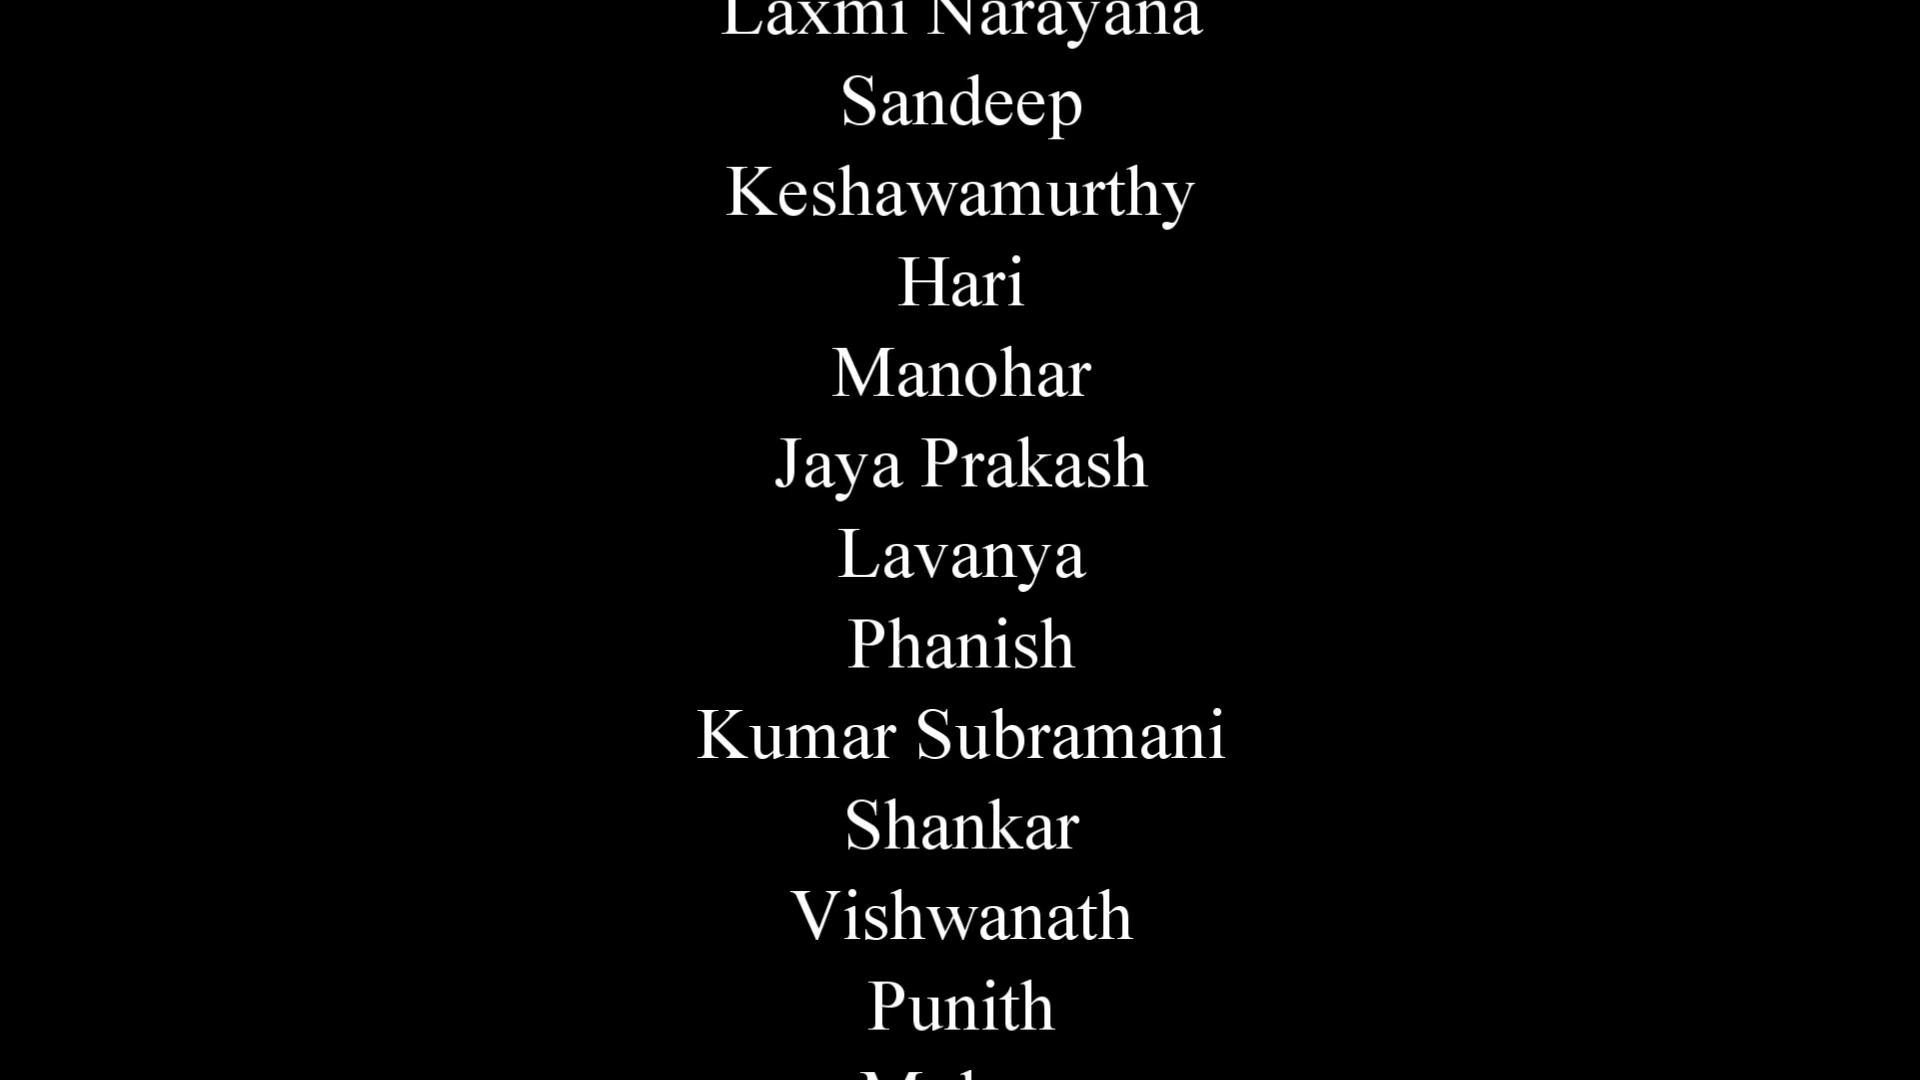 Laxmi Narayana
Sandeep
Keshawamurthy
Hari
Manohar
Jaya Prakash
Lavanya
Phanish
Kumar Subramani
Shankar
Vishwanath
Punith